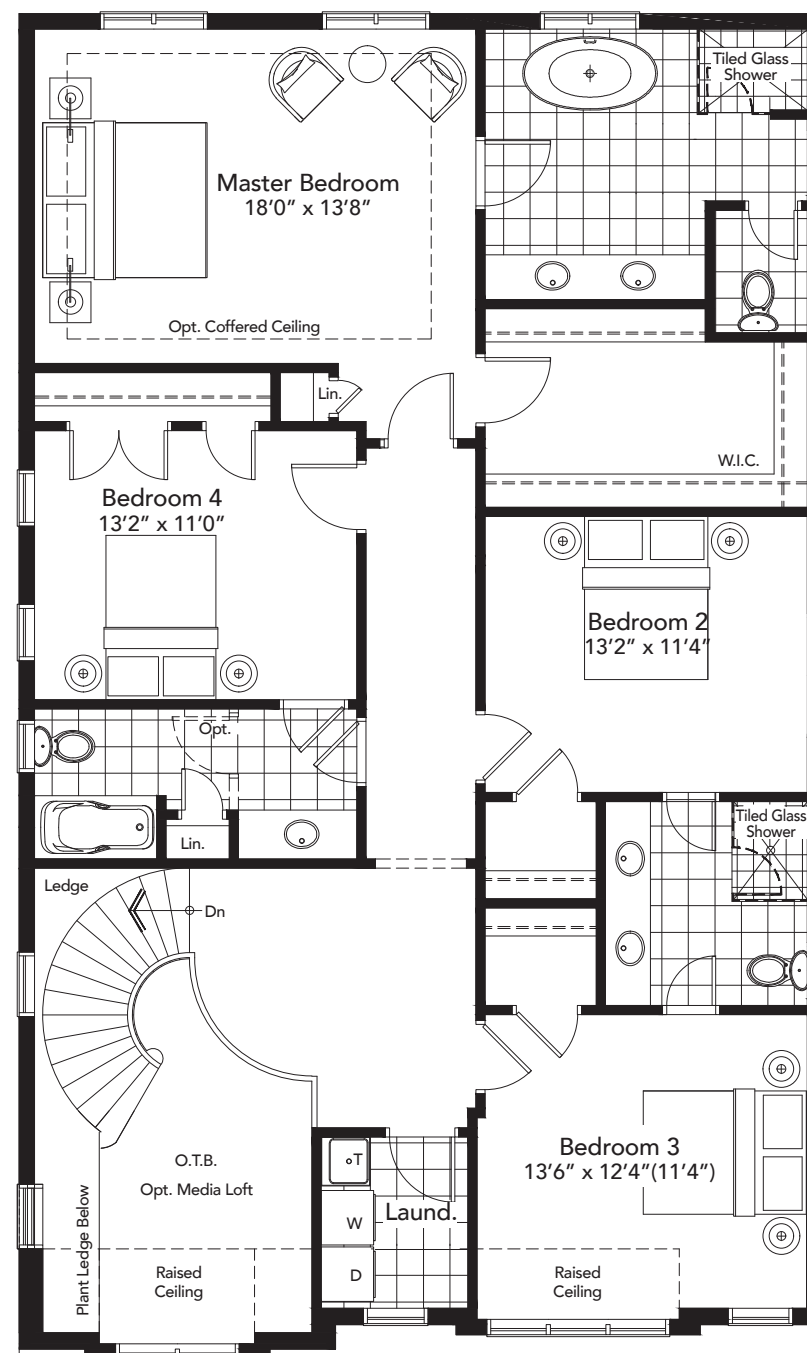 Tiled Glass
Shower
Master Bedroom
18'0" x 13'8"
Opt. Coffered Ceiling
Lin.
W.I.C.
Bedroom 4
13'2" x 11'0"
Bedroom 2
13'2" x 11'4"
Opt.
Lin.
Tiled Glass
Shower
Ledge
Dn
O.T.B.
Opt. Media Loft
Plant Ledge Below
Raised
Ceiling
T
W
D
Laund.
Bedroom 3
13'6" x 12'4"(11'4")
Raised
Ceiling